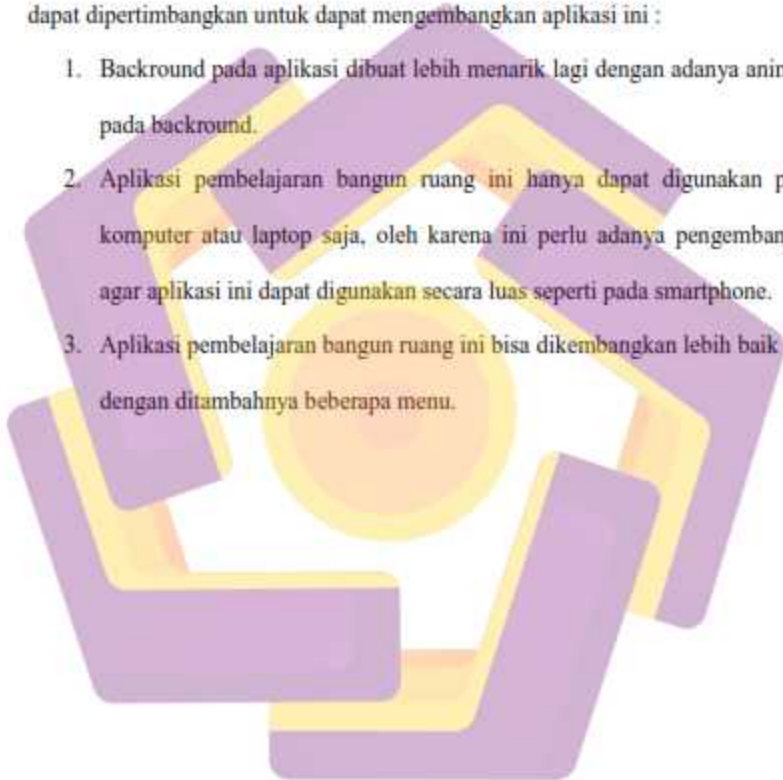 dapat dipertimbangkan untuk dapat mengembangkan aplikasi ini :
1. Backround pada aplikasi dibuat lebih menarik lagi dengan adanya
pada backround.
2. Aplikasi pembelajaran bangun ruang ini hanya dapat digunakan
komputer atau laptop saja, oleh karena ini perlu adanya
agar aplikasi ini dapat digunakan secara luas seperti pada smartphone.
3. Aplikasi pembelajaran bangun ruang ini bisa dikembangkan lebih baik
dengan ditambahnya beberapa menu.